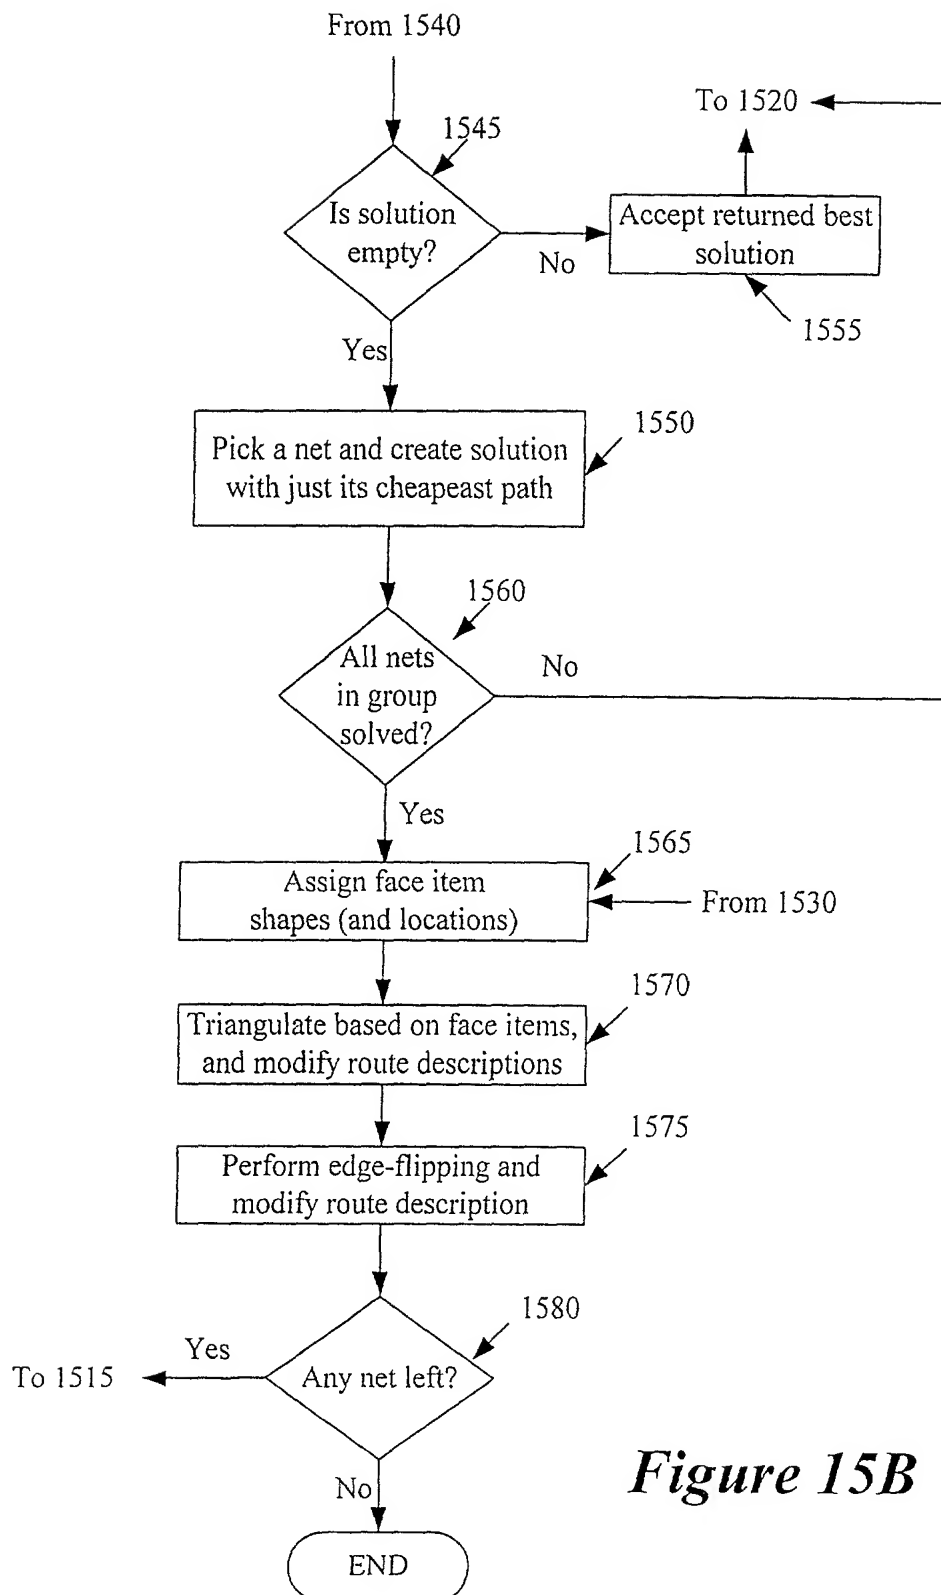 From 1540
To 1520
1545
Is solution
empty?
No
Accept returned best
solution
1555
Yes
1550
Pick a net and create solution
with just its cheapeast path
1560
All nets
in group
solved?
No
Yes
1565
Assign face item
shapes (and locations)
From 1530
1570
Triangulate based on face items,
and modify route descriptions
1575
Perform edge-flipping and
modify route description
1580
Yes
To 1515
Any net left?
No
Figure 15B
END